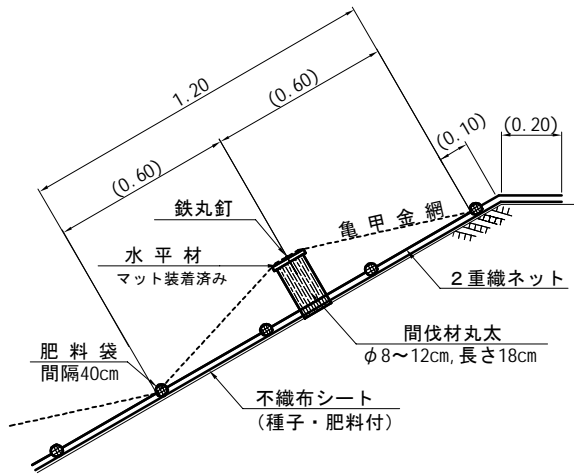 1.20
(0.60)
(0.60)
(0.10)
(0.20)
鉄丸釘
亀甲金網
水平材
マット装着済み
2重織ネット
肥料袋
間隔40cm
間伐材丸太
φ8～12cm, 長さ18cm
不織布シート
(種子・肥料付)